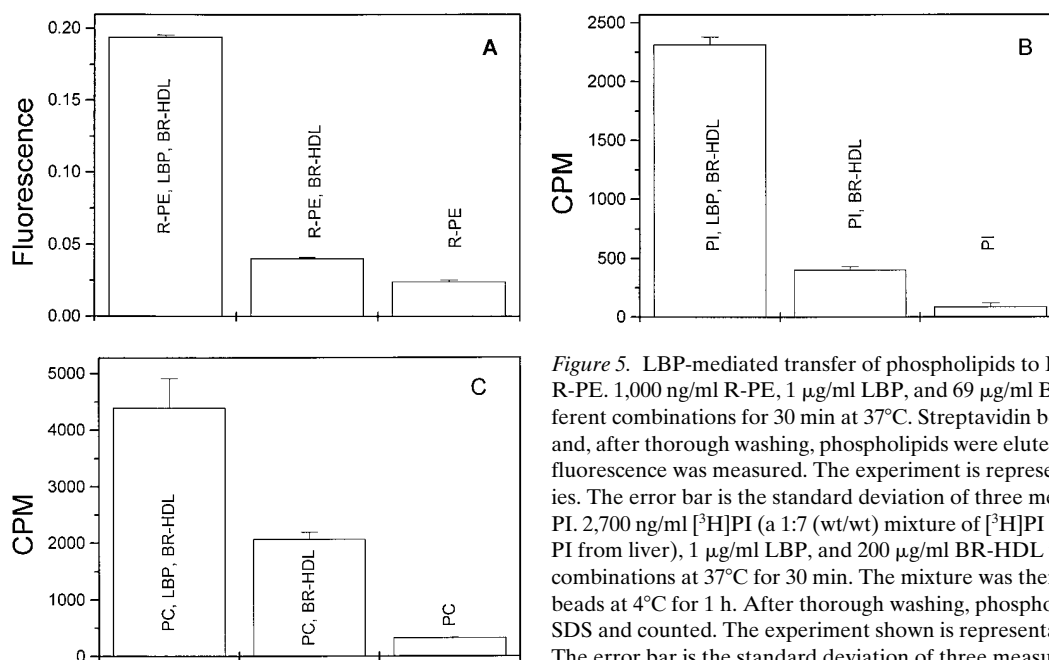 A
0.20
0.15
0.10
0.05
0.00
Fluorescence
R-PE, LBP, BR-HDL
R-PE, BR-HDL
R-PE
B
2500
2000
1500
1000
500
0
CPM
PI, LBP, BR-HDL
PI, BR-HDL
PI
C
5000
4000
3000
2000
1000
0
CPM
PC, LBP, BR-HDL
PC, BR-HDL
PC
Figure 5. LBP-mediated transfer of phospholipids to
R-PE. 1,000 ng/ml R-PE, 1 μg/ml LBP, and 69 μg/ml
ferent combinations for 30 min at 37°C. Streptavidin
and, after thorough washing, phospholipids were
fluorescence was measured. The experiment is
ies. The error bar is the standard deviation of three
PI. 2,700 ng/ml [³H]PI (a 1:7 (wt/wt) mixture of [³H]PI
PI from liver), 1 μg/ml LBP, and 200 μg/ml BR-HDL
combinations at 37°C for 30 min. The mixture was
beads at 4°C for 1 h. After thorough washing,
SDS and counted. The experiment shown is
The error bar is the standard deviation of three